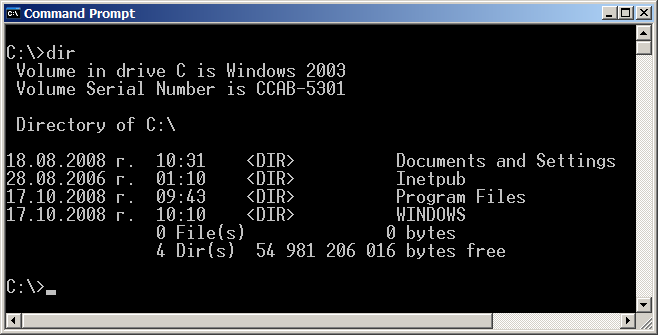 Command Prompt
C:\>dir
 Volume in drive C is Windows 2003
 Volume Serial Number is CCAB-5301
 Directory of C:\
18.08.2008 г.  10:31    <DIR>          Documents and Settings
28.08.2006 г.  01:10    <DIR>          Inetpub
17.10.2008 г.  09:43    <DIR>          Program Files
17.10.2008 г.  10:10    <DIR>          WINDOWS
               0 File(s)              0 bytes
               4 Dir(s)  54 981 206 016 bytes free
C:\>_